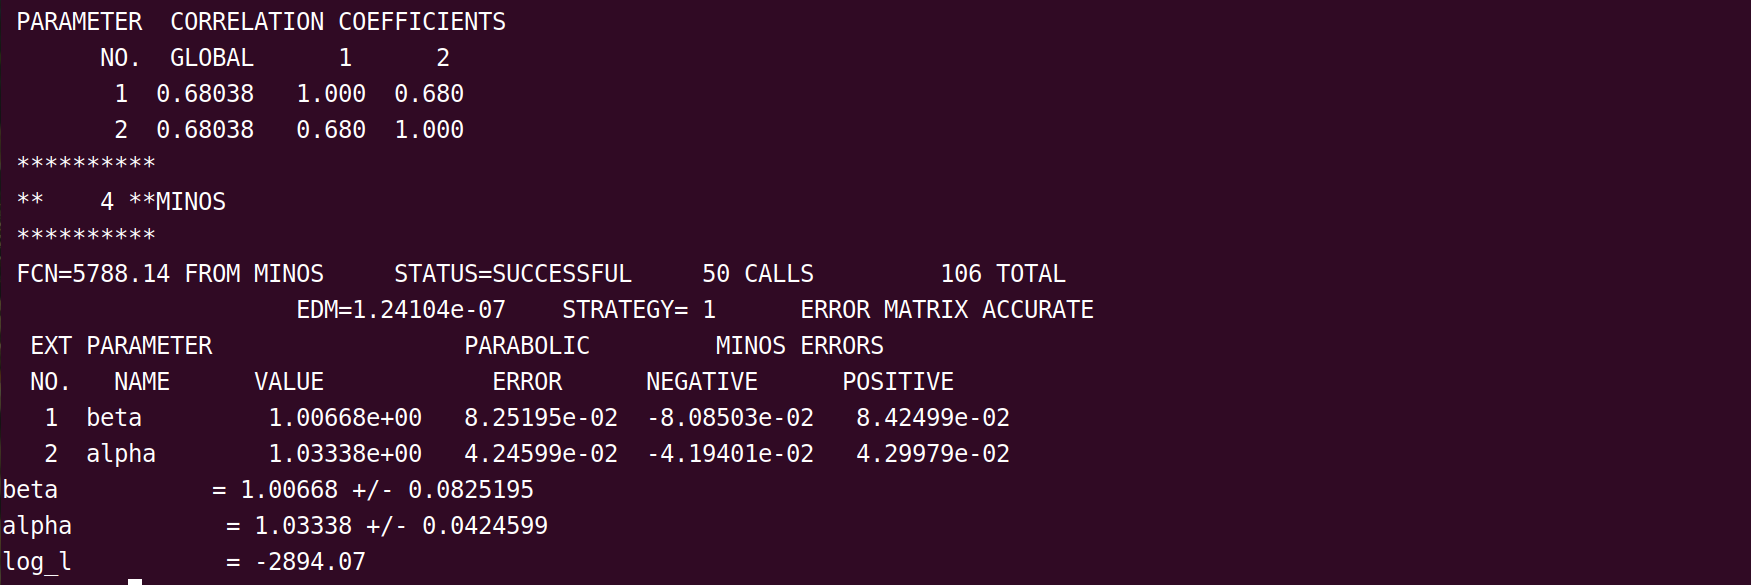 PARAMETER  CORRELATION COEFFICIENTS
      NO.  GLOBAL      1      2
       1  0.68038   1.000  0.680
       2  0.68038   0.680  1.000
**********
**    4 **MINOS
**********
FCN=5788.14 FROM MINOS     STATUS=SUCCESSFUL     50 CALLS         106 TOTAL
                    EDM=1.24104e-07    STRATEGY= 1      ERROR MATRIX ACCURATE
 EXT PARAMETER                  PARABOLIC         MINOS ERRORS
 NO.   NAME      VALUE            ERROR      NEGATIVE      POSITIVE
  1  beta         1.00668e+00   8.25195e-02  -8.08503e-02   8.42499e-02
  2  alpha        1.03338e+00   4.24599e-02  -4.19401e-02   4.29979e-02
beta           = 1.00668 +/- 0.0825195
alpha           = 1.03338 +/- 0.0424599
log_l           = -2894.07